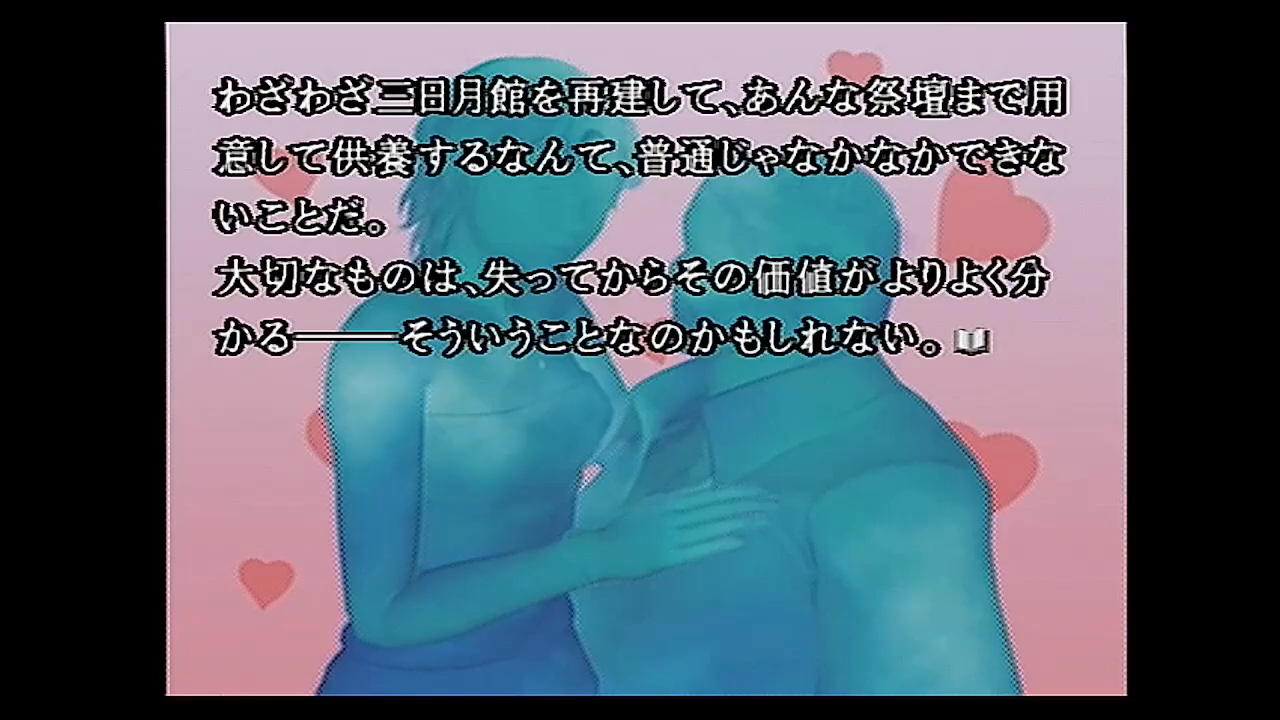 わざわざ三日月館を再建して、あんな祭壇まで用
意して供養するなんて、普通じゃなかなかできな
いことだ。
大切なものは、失ってからその価値がよりよく分
かる―――そういうことなのかもしれない。